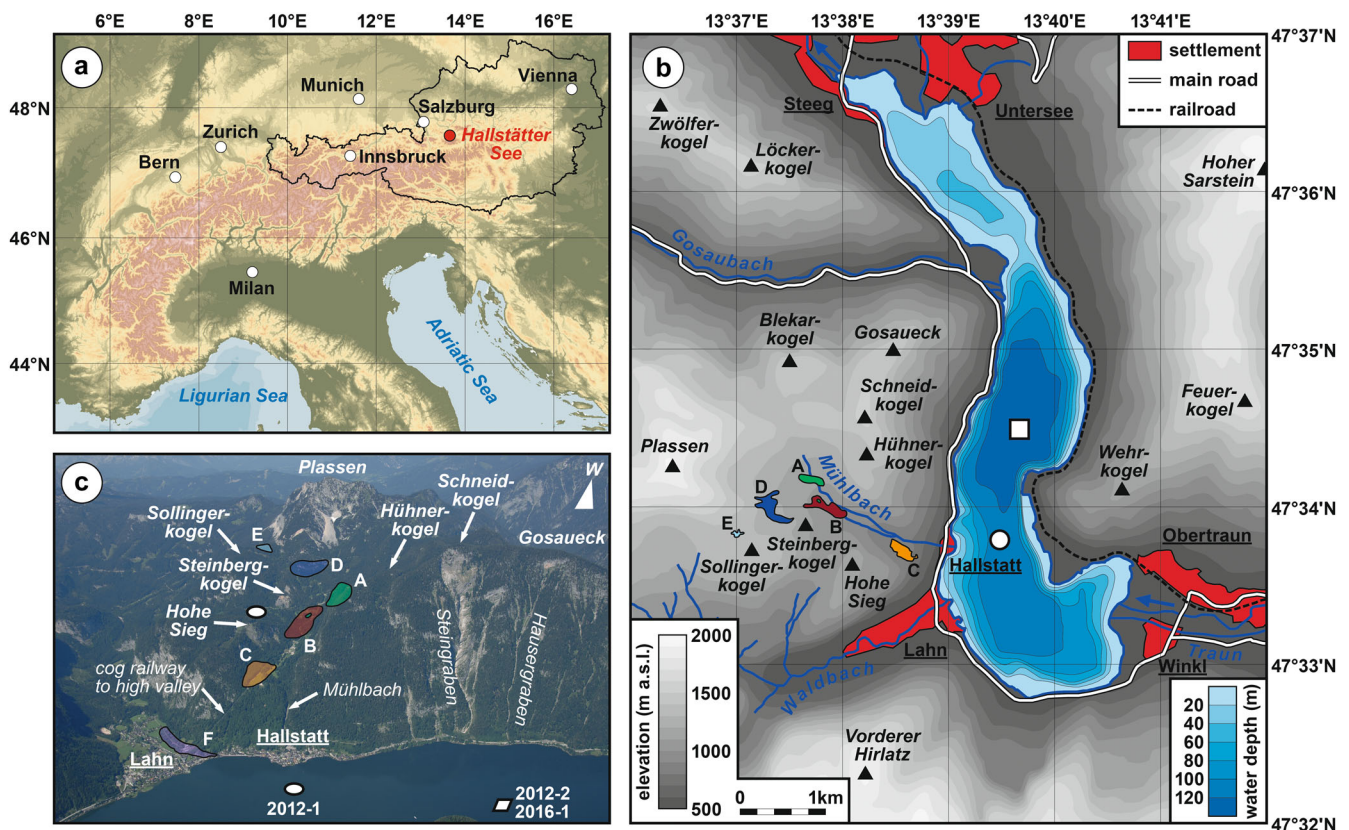 6°E
8°E
10°E
12°E
14°E
16°E
a
48°N
46°N
44°N
Vienna
Munich
Salzburg
Hallstätter
See
Zurich
Innsbruck
Bern
Milan
Adriatic Sea
Ligurian Sea
c
W
Plassen
Schneid-
kogel
Sollinger-
kogel
Hühner-
kogel
Gosaueck
E
Steinberg-
kogel
D
A
Hohe
Sieg
B
C
Steingraben
Hausergraben
cog railway
to high valley
Mühlbach
F
Hallstatt
Lahn
2012-1
2012-2
2016-1
13°37'E
13°38'E
13°39'E
13°40'E
13°41'E
47°37'N
47°36'N
47°35'N
47°34'N
47°33'N
47°32'N
b
settlement
main road
railroad
Steeg
Untersee
Zwölfer-
kogel
Löcker-
kogel
Hoher
Sarstein
Gosaubach
Blekar-
kogel
Gosaueck
Schneid-
kogel
Feuer-
kogel
Plassen
Hühner-
kogel
Wehr-
kogel
A
Mühlbach
D
B
E
Steinberg-
kogel
Sollinger-
kogel
C
Hohe
Sieg
Hallstatt
Obertraun
Lahn
Winkl
Traun
Waldbach
Vorderer
Hirlatz
elevation (m a.s.l.)
2000
1500
1000
500
0
1km
20
40
60
80
100
120
water depth (m)